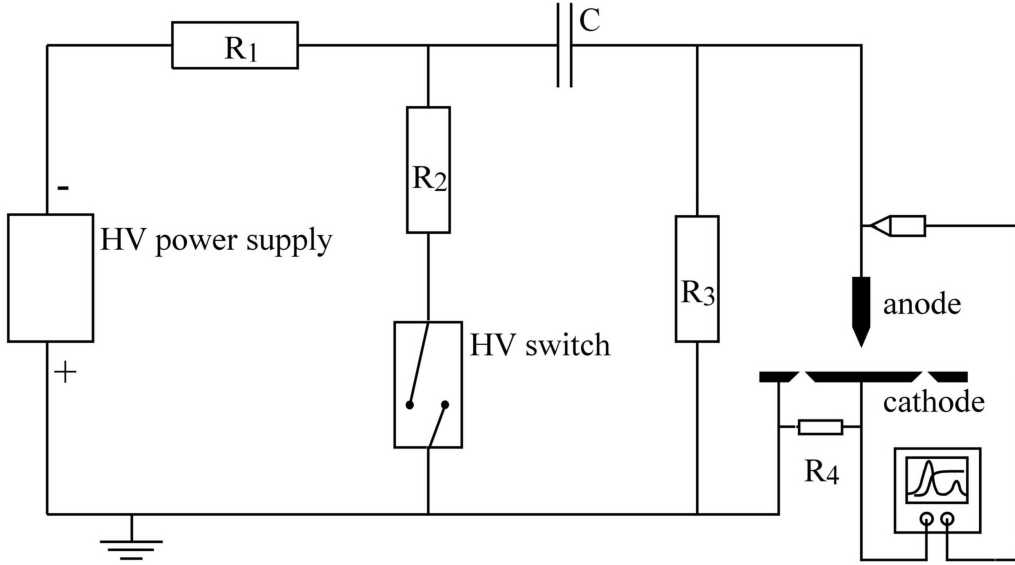 R1
C
R2
-
HV power supply
R3
anode
HV switch
+
cathode
R4